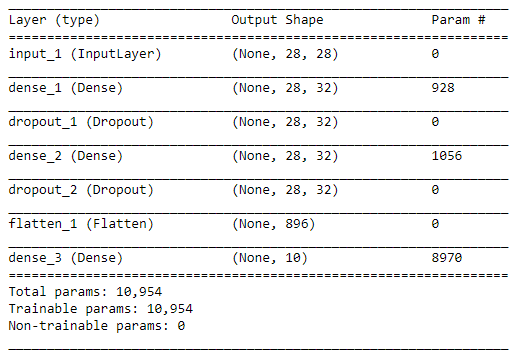 Layer (type) Output Shape Param #
input_1 (InputLayer) (None, 28, 28) 0
dense_1 (Dense) (None, 28, 32) 928
dropout_1 (Dropout) (None, 28, 32) 0
dense_2 (Dense) (None, 28, 32) 1056
dropout_2 (Dropout) (None, 28, 32) 0
flatten_1 (Flatten) (None, 896) 0
dense_3 (Dense) (None, 10) 8970
Total params: 10,954
Trainable params: 10,954
Non-trainable params: 0